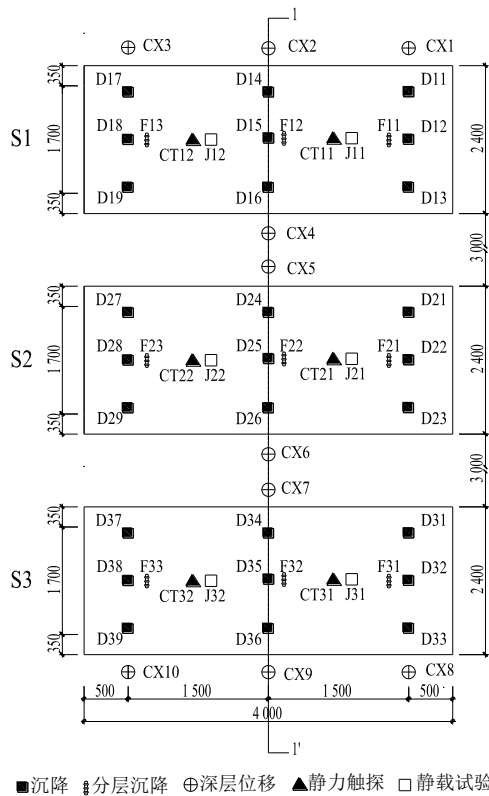 1
CX3 CX2 CX1
350 D17 D14 D11
S1 1 700 D18 F13 D15 F12 F11 D12 2 400
CT12 J12 CT11 J11
350 D19 D16 D13
CX4
3 000
CX5
350 D27 D24 D21
S2 1 700 D28 F23 D25 F22 F21 D22 2 400
CT22 J22 CT21 J21
350 D29 D26 D23
CX6
3 000
CX7
350 D37 D34 D31
S3 1 700 D38 F33 D35 F32 F31 D32 2 400
CT32 J32 CT31 J31
350 D39 D36 D33
CX10 CX9 CX8
500 1 500 1 500 500
4 000
1'
沉降 分层沉降 深层位移 静力触探 静载试验